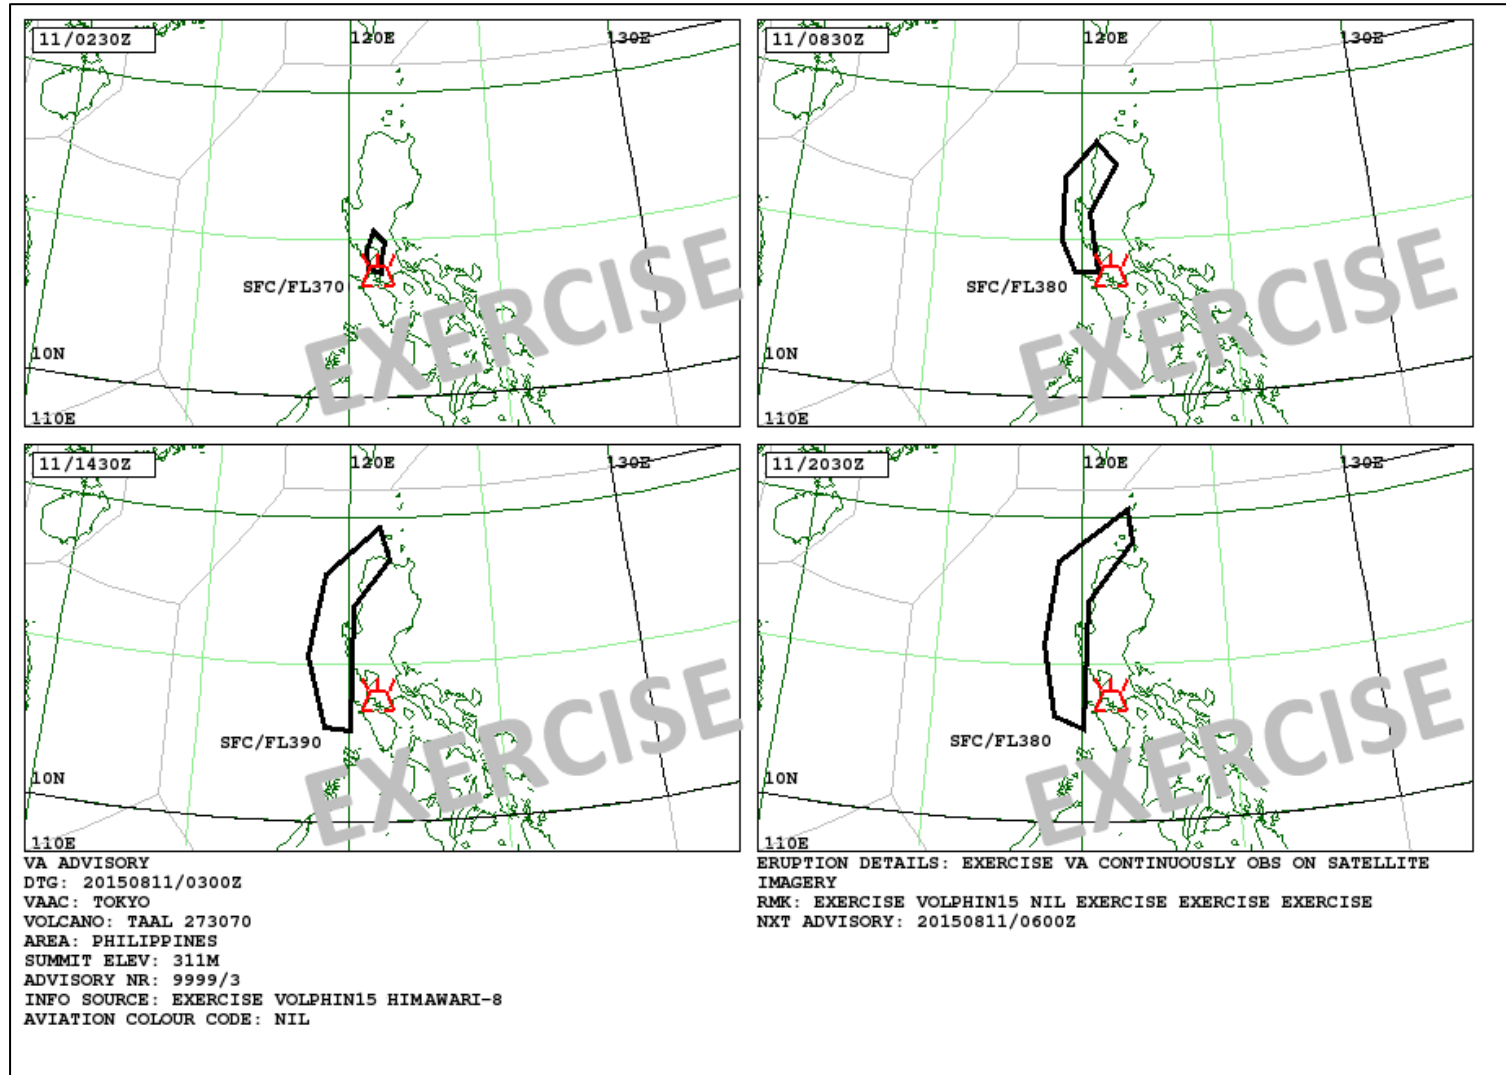 11/0230Z
120E
130E
SFC/FL370
10N
110E
EXERCISE
11/0830Z
120E
130E
SFC/FL380
10N
110E
EXERCISE
11/1430Z
120E
130E
SFC/FL390
10N
110E
EXERCISE
11/2030Z
120E
130E
SFC/FL380
10N
110E
EXERCISE
VA ADVISORY
DTG: 20150811/0300Z
VAAC: TOKYO
VOLCANO: TAAL 273070
AREA: PHILIPPINES
SUMMIT ELEV: 311M
ADVISORY NR: 9999/3
INFO SOURCE: EXERCISE VOLPHIN15 HIMAWARI-8
AVIATION COLOUR CODE: NIL
ERUPTION DETAILS: EXERCISE VA CONTINUOUSLY OBS ON SATELLITE
IMAGERY
RMK: EXERCISE VOLPHIN15 NIL EXERCISE EXERCISE EXERCISE
NXT ADVISORY: 20150811/0600Z